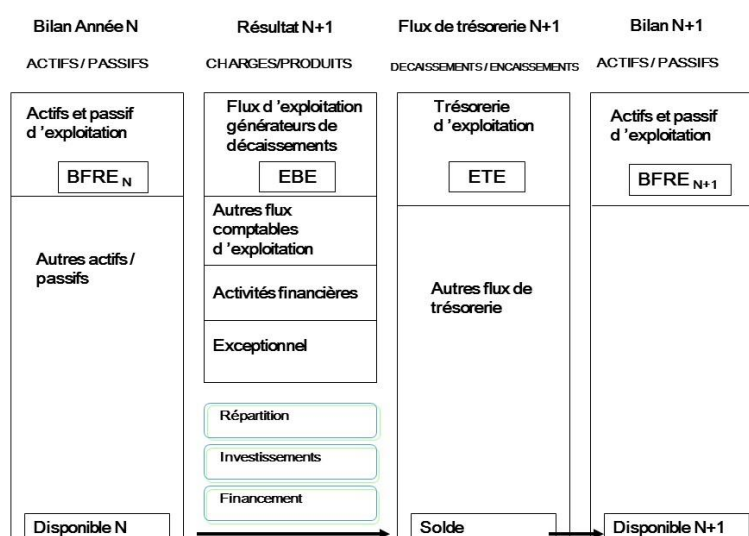 Bilan Année N
Résultat N+1
Flux de trésorerie N+1
Bilan N+1
ACTIFS / PASSIFS
CHARGES/PRODUITS
DECAISSEMENTS / ENCAISSEMENTS
ACTIFS / PASSIFS
Actifs et passif
d 'exploitation
BFRE N
Autres actifs /
passifs
Disponible N
Flux d 'exploitation
générateurs de
décaissements
EBE
Autres flux
comptables
d 'exploitation
Activités financières
Exceptionnel
Répartition
Investissements
Financement
Trésorerie
d 'exploitation
ETE
Autres flux de
trésorerie
Solde
Actifs et passif
d 'exploitation
BFRE N+1
Disponible N+1